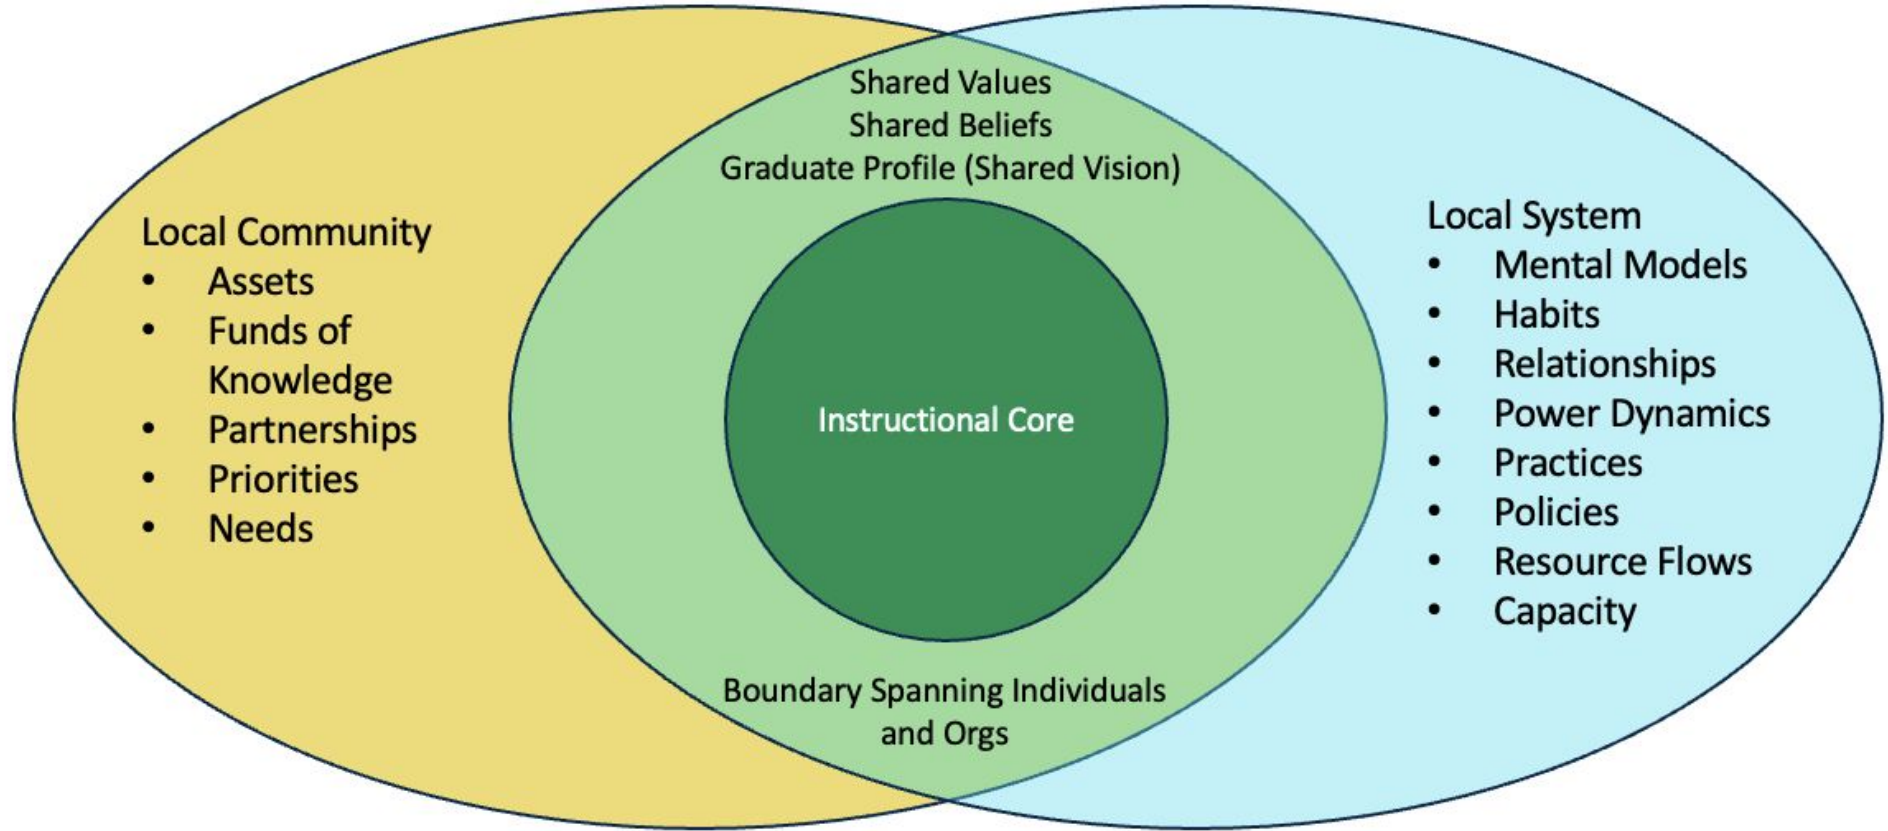 Shared Values
Shared Beliefs
Graduate Profile (Shared Vision)
Local Community
• Assets
• Funds of
Knowledge
• Partnerships
• Priorities
• Needs
Instructional Core
Local System
• Mental Models
• Habits
• Relationships
• Power Dynamics
• Practices
• Policies
• Resource Flows
• Capacity
Boundary Spanning Individuals
and Orgs